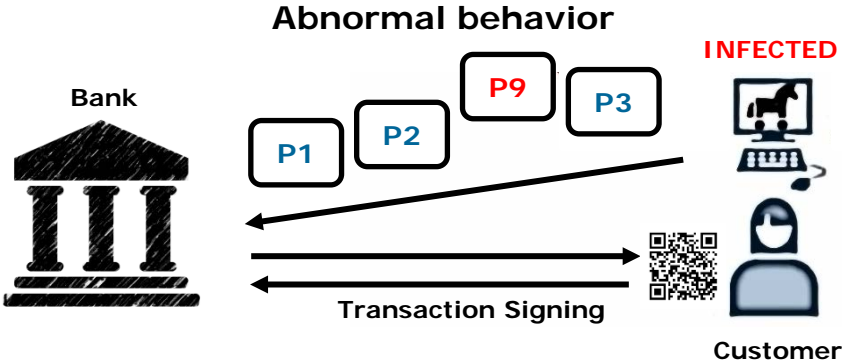 Abnormal behavior
INFECTED
Bank
P1
P2
P9
P3
Transaction Signing
Customer